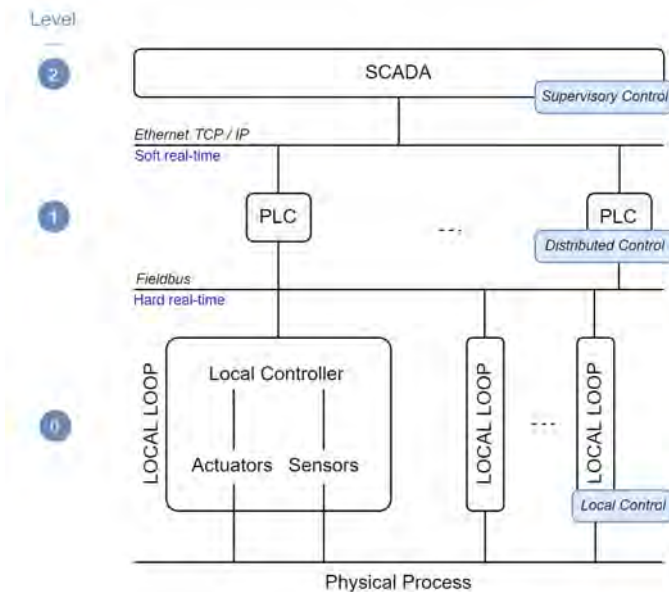 Level
2
SCADA
Supervisory Control
Ethernet TCP / IP
Soft real-time
1
PLC
---.
PLC
Distributed Control
Fieldbus
Hard real-time
0
LOCAL LOOP
Local Controller
Actuators Sensors
LOCAL LOOP
---
LOCAL LOOP
Local Control
Physical Process